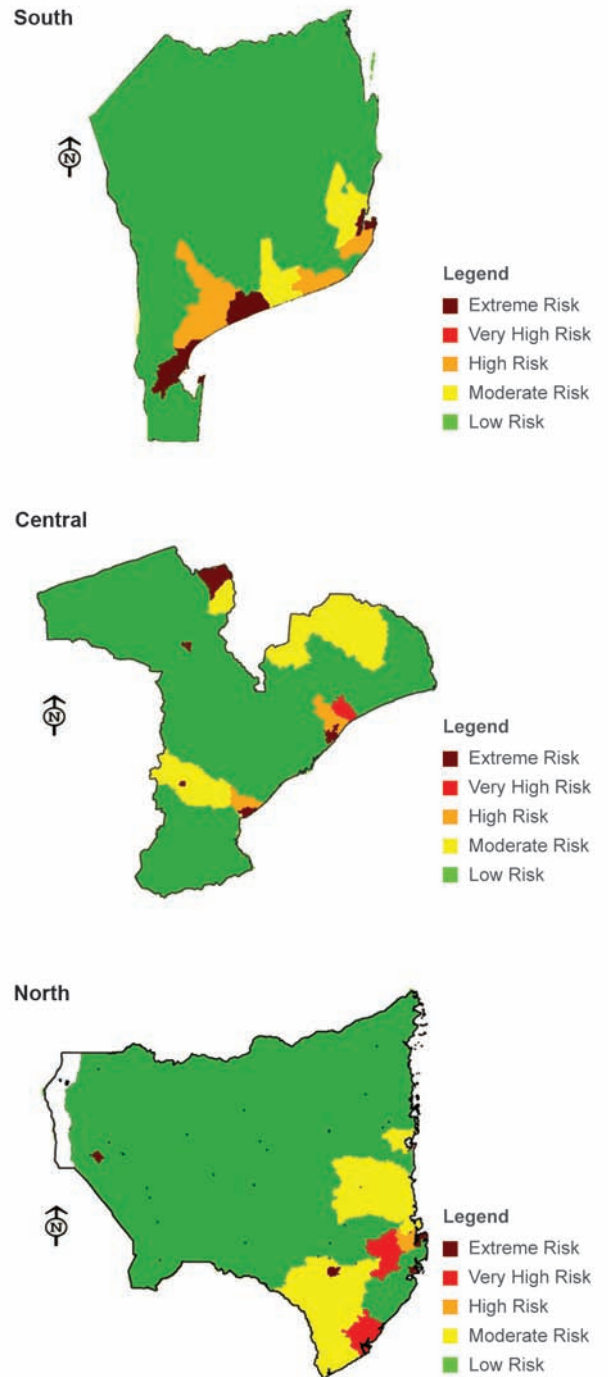 South
N
Legend
Extreme Risk
Very High Risk
High Risk
Moderate Risk
Low Risk
Central
N
Legend
Extreme Risk
Very High Risk
High Risk
Moderate Risk
Low Risk
North
N
Legend
Extreme Risk
Very High Risk
High Risk
Moderate Risk
Low Risk